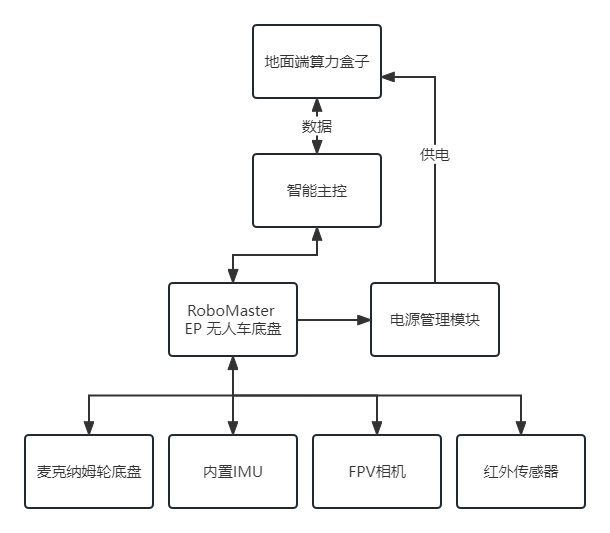 地面端算力盒子
数据
供电
智能主控
RoboMaster
EP 无人车底盘
电源管理模块
麦克纳姆轮底盘
内置IMU
FPV相机
红外传感器